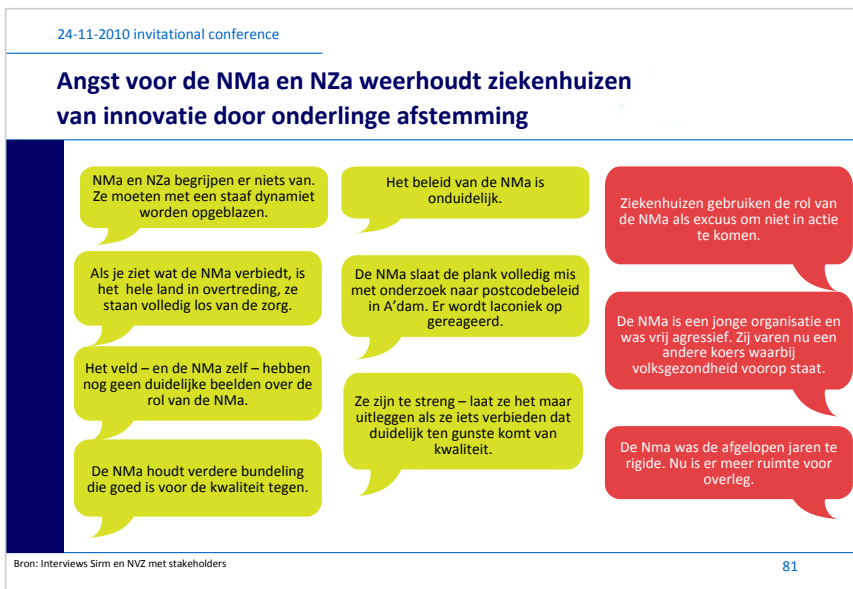 24-11-2010 invitational conference
Angst voor de NMa en NZa weerhoudt ziekenhuizen
van innovatie door onderlinge afstemming
NMa en NZa begrijpen er niets van.
Ze moeten met een staaf dynamiet
worden opgeblazen.
Als je ziet wat de NMa verbiedt, is
het hele land in overtreding, ze
staan volledig los van de zorg.
Het veld – en de NMa zelf – hebben
nog geen duidelijke beelden over de
rol van de NMa.
De NMa houdt verdere bundeling
die goed is voor de kwaliteit tegen.
Het beleid van de NMa is
onduidelijk.
De NMa slaat de plank volledig mis
met onderzoek naar postcodebeleid
in A'dam. Er wordt laconiek op
gereageerd.
Ze zijn te streng – laat ze het maar
uitleggen als ze iets verbieden dat
duidelijk ten gunste komt van
kwaliteit.
Ziekenhuizen gebruiken de rol van
de NMa als excuus om niet in actie
te komen.
De NMa is een jonge organisatie en
was vrij agressief. Zij varen nu een
andere koers waarbij
volksgezondheid voorop staat.
De Nma was de afgelopen jaren te
rigide. Nu is er meer ruimte voor
overleg.
Bron: Interviews Sirm en NVZ met stakeholders
81